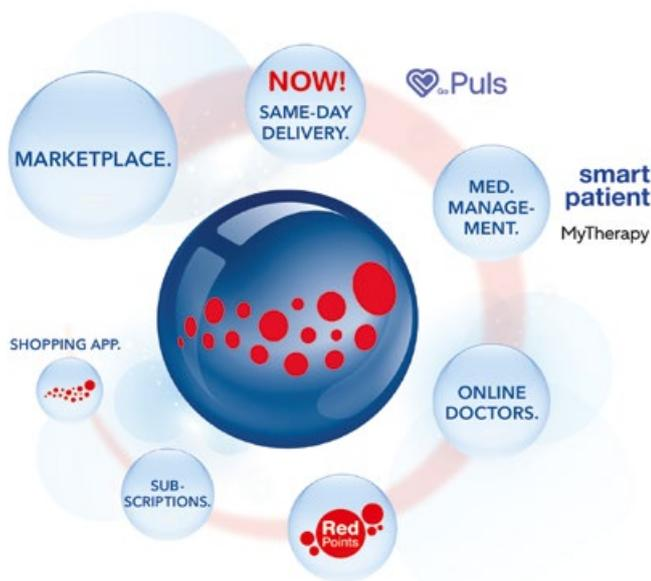 NOW!
SAME-DAY
DELIVERY.
Go Puls
MARKETPLACE.
MED.
MANAGE-
MENT.
smart
patient
MyTherapy
SHOPPING APP.
ONLINE
DOCTORS.
SUB-
SCRIPTIONS.
Red
Points